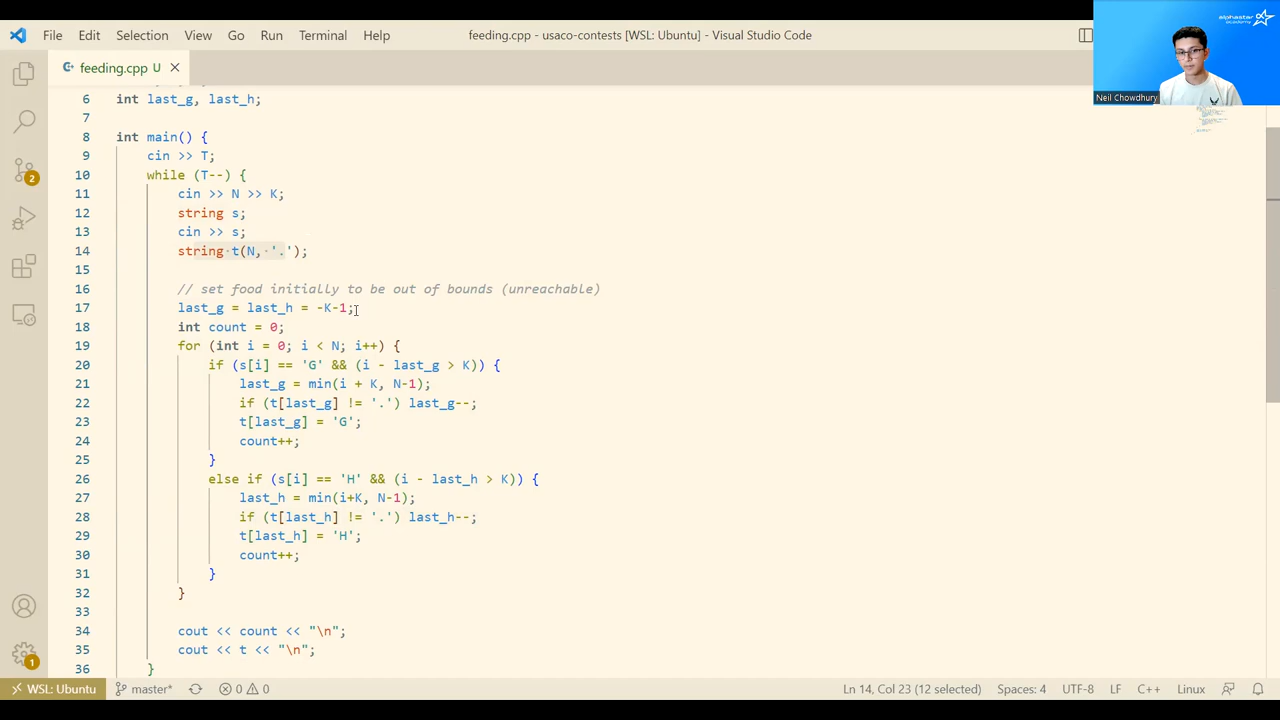 File Edit Selection View Go Run Terminal Help
feeding.cpp - usaco-contests [WSL: Ubuntu] - Visual Studio Code
alphastar
academy
Neil Chowdhury
feeding.cpp U
6 int last_g, last_h;
7
8 int main() {
9 cin >> T;
10 while (T--) {
11 cin >> N >> K;
12 string s;
13 cin >> s;
14 string·t(N,·'.');
15
16 // set food initially to be out of bounds (unreachable)
17 last_g = last_h = -K-1;
18 int count = 0;
19 for (int i = 0; i < N; i++) {
20 if (s[i] == 'G' && (i - last_g > K)) {
21 last_g = min(i + K, N-1);
22 if (t[last_g] != '.') last_g--;
23 t[last_g] = 'G';
24 count++;
25 }
26 else if (s[i] == 'H' && (i - last_h > K)) {
27 last_h = min(i+K, N-1);
28 if (t[last_h] != '.') last_h--;
29 t[last_h] = 'H';
30 count++;
31 }
32 }
33
34 cout << count << "\n";
35 cout << t << "\n";
36 }
2
1
WSL: Ubuntu master* 0 0 Ln 14, Col 23 (12 selected) Spaces: 4 UTF-8 LF C++ Linux